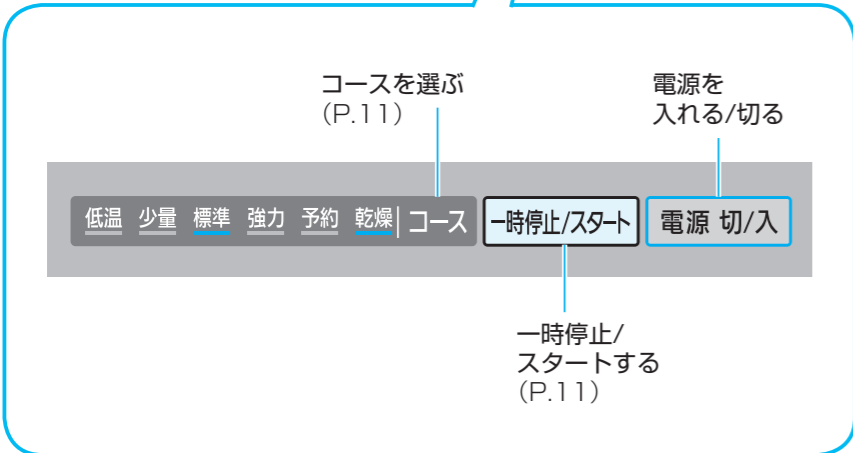 コースを選ぶ
（P.11）
電源を
入れる/切る
低温 少量 標準 強力 予約 乾燥 | コース
一時停止/スタート
電源 切/入
一時停止/
スタートする
（P.11）